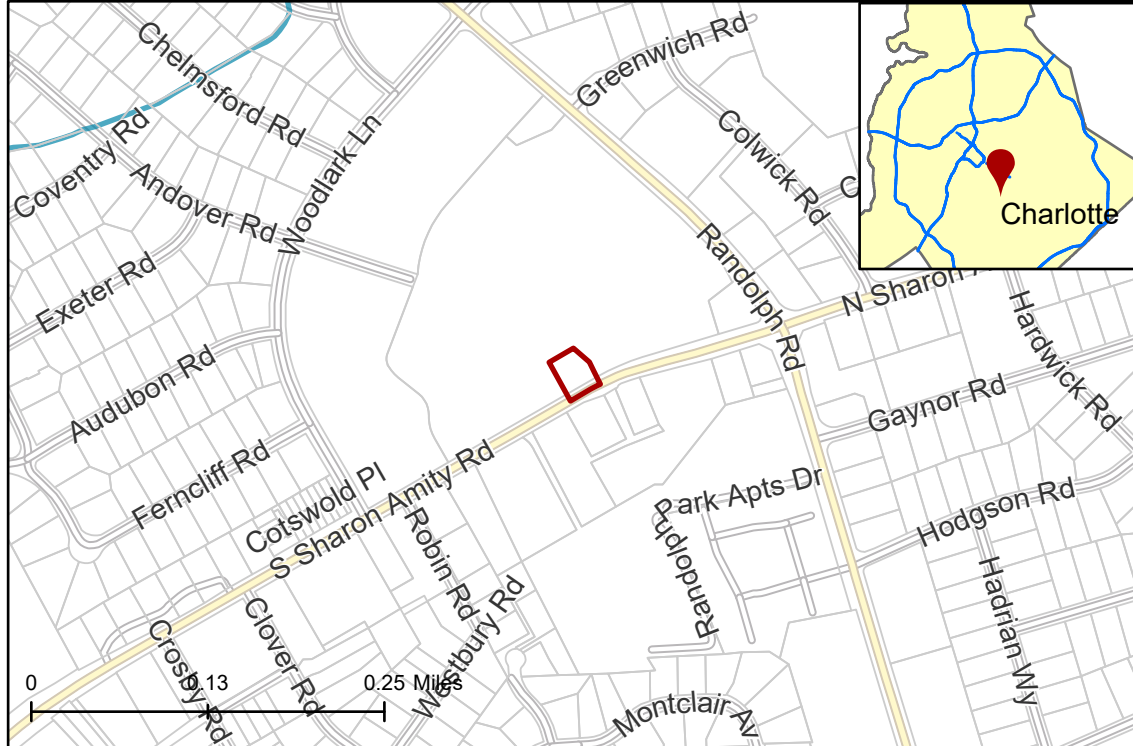 Chelmsford Rd
Greenwich Rd
Colwick Rd
Coventry Rd
Andover Rd
Woodlark Ln
C
Charlotte
Exeter Rd
Randolph Rd
N Sharon A
Hardwick Rd
Audubon Rd
Gaynor Rd
Ferncliff Rd
Cotswold Pl
S Sharon Amity Rd
Park Apts Dr
Randolph
Hodgson Rd
Robin Rd
Hadrian Wy
Clover Rd
Westbury Rd
Crosby Rd
Montclair Av
0
0.13
0.25 Miles